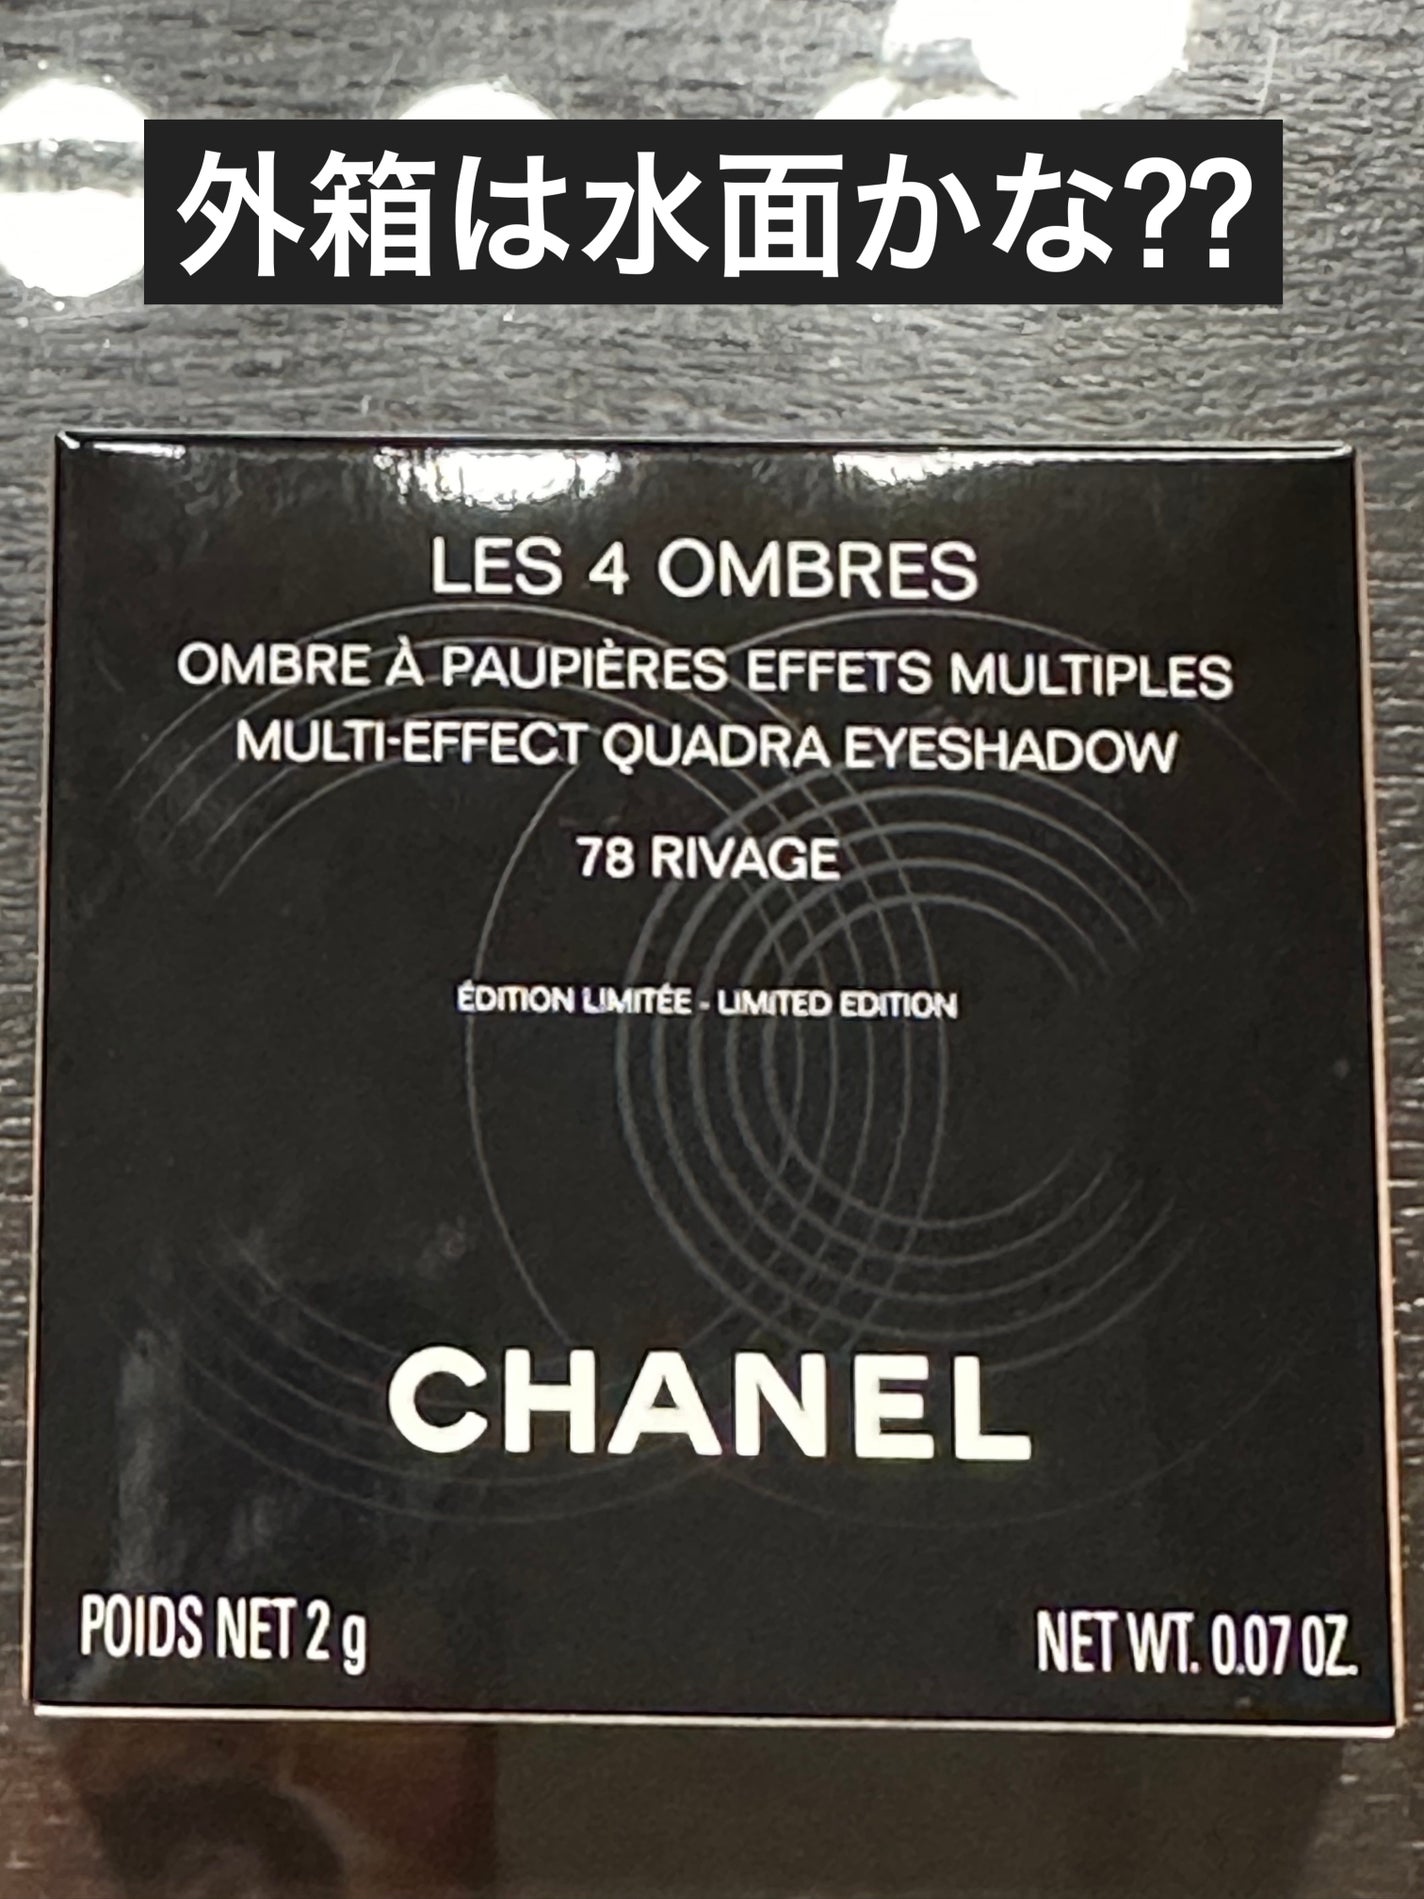 外箱は水面かな??
LES 4 OMBRES
OMBRE À PAUPIÈRES EFFETS MULTIPLES
MULTI-EFFECT QUADRA EYESHADOW
78 RIVAGE
ÉDITION LIMITÉE - LIMITED EDITION
CHANEL
POIDS NET 2 g
NET WT. 0.07 OZ.